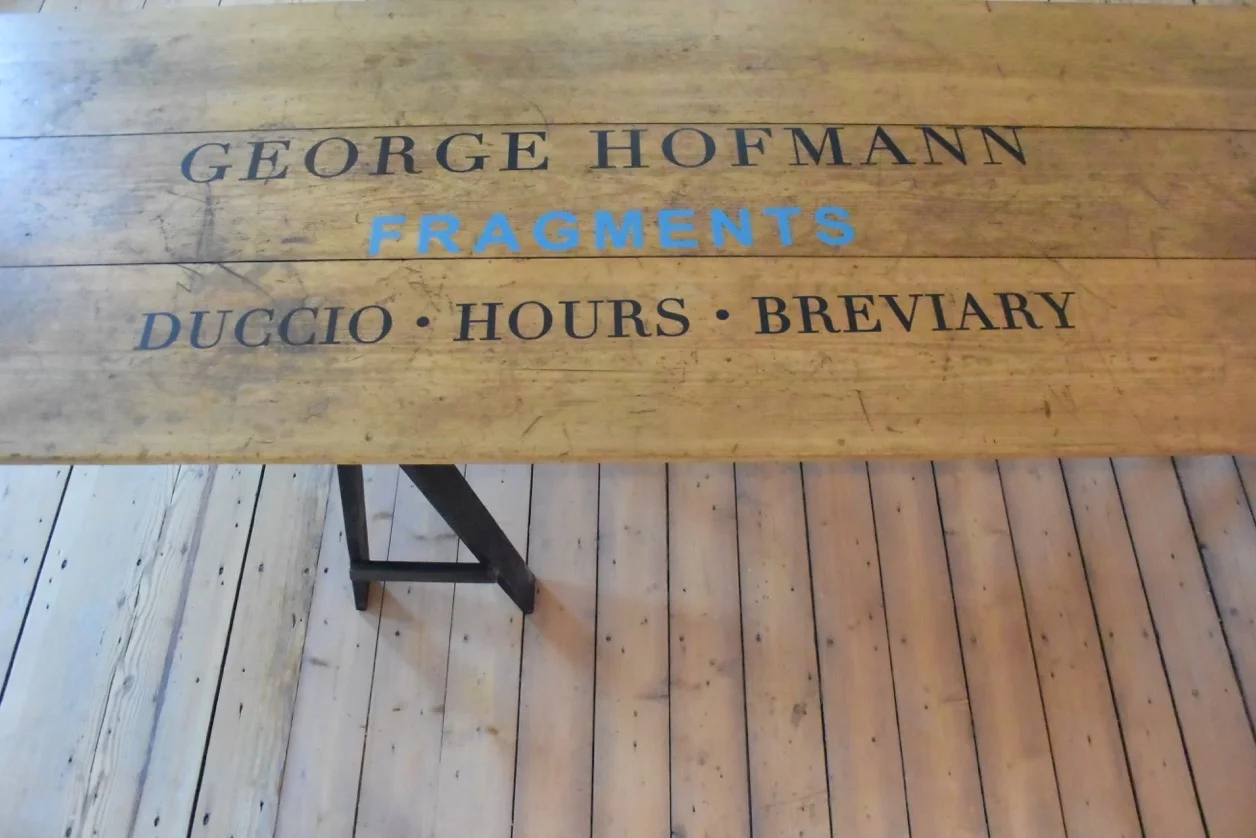 GEORGE HOFMANN
FRAGMENTS
DUCCIO • HOURS • BREVIARY